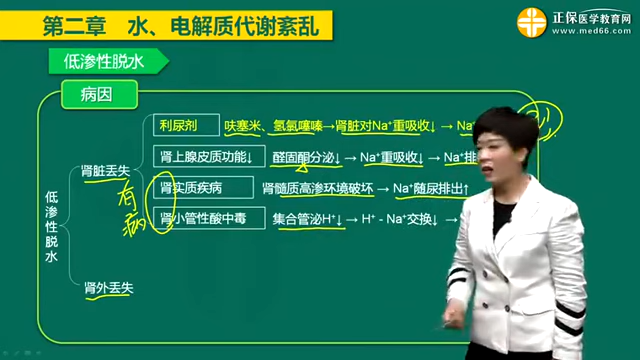 第二章 水、电解质代谢紊乱
正保医学教育网
www.med66.com
低渗性脱水
病因
低渗性脱水
肾脏丢失
利尿剂 呋塞米、氢氯噻嗪→肾脏对Na⁺重吸收↓ → Na⁺
肾上腺皮质功能↓ 醛固酮分泌↓ → Na⁺重吸收↓ → Na⁺排
肾实质疾病 肾髓质高渗环境破坏 → Na⁺随尿排出↑
肾小管性酸中毒 集合管泌H⁺↓ → H⁺ - Na⁺交换↓ →
有病
肾外丢失